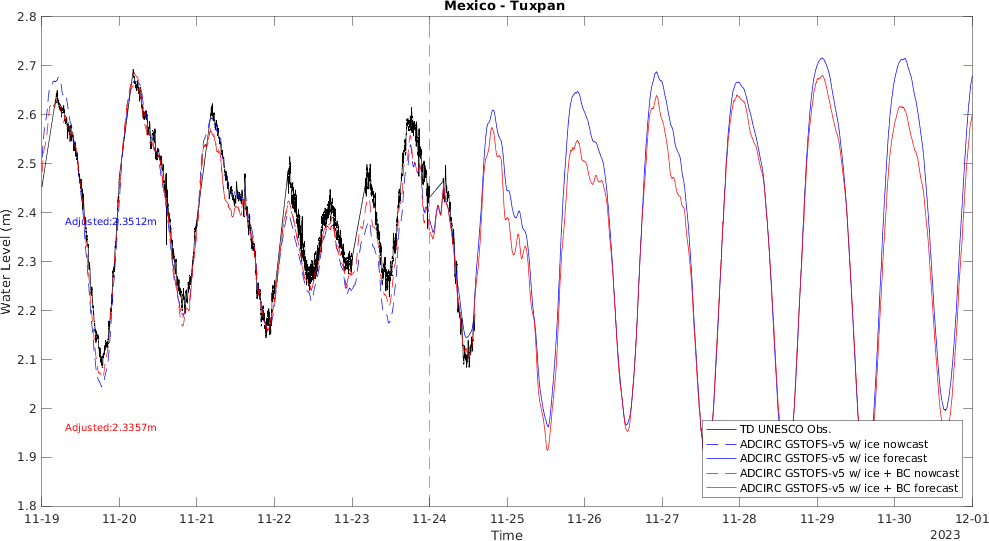 Mexico - Tuxpan
2.8
2.7
2.6
2.5
2.4
2.3
2.2
2.1
2
1.9
1.8
Water Level (m)
Adjusted:2.3512m
Adjusted:2.3357m
TD UNESCO Obs.
ADCIRC GSTOFS-v5 w/ ice nowcast
ADCIRC GSTOFS-v5 w/ ice forecast
ADCIRC GSTOFS-v5 w/ ice + BC nowcast
ADCIRC GSTOFS-v5 w/ ice + BC forecast
11-19 11-20 11-21 11-22 11-23 11-24 11-25 11-26 11-27 11-28 11-29 11-30 12-01
Time
2023